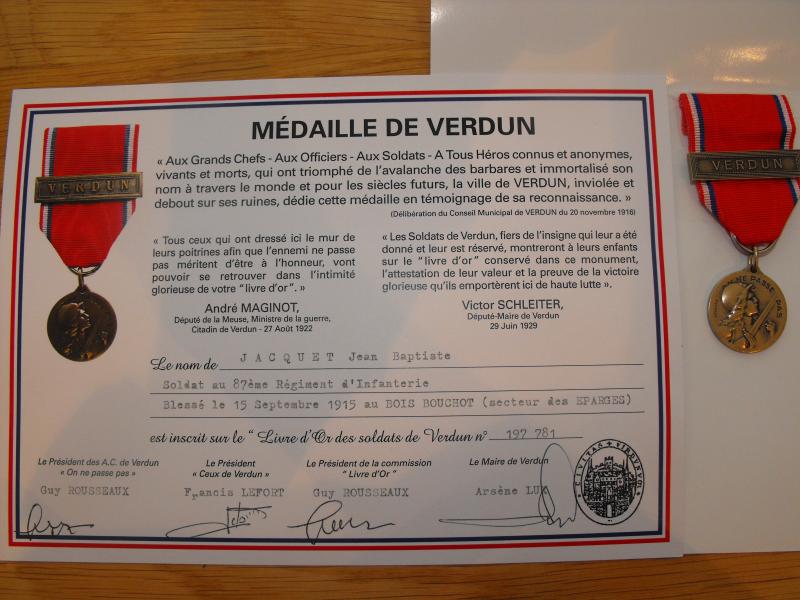 MÉDAILLE DE VERDUN
« Aux Grands Chefs - Aux Officiers - Aux Soldats - A Tous Héros connus et anonymes,
vivants et morts, qui ont triomphé de l'avalanche des barbares et immortalisé son
nom à travers le monde et pour les siècles futurs, la ville de VERDUN, inviolée et
debout sur ses ruines, dédie cette médaille en témoignage de sa reconnaissance. »
(Délibération du Conseil Municipal de VERDUN du 20 novembre 1916)
VERDUN
« Tous ceux qui ont dressé ici le mur de
leurs poitrines afin que l'ennemi ne passe
pas méritent d'être à l'honneur, vont
pouvoir se retrouver dans l'intimité
glorieuse de votre "livre d'or". »
André MAGINOT,
Député de la Meuse, Ministre de la guerre,
Citadin de Verdun - 27 Août 1922
« Les Soldats de Verdun, fiers de l'insigne qui leur a été
donné et leur est réservé, montreront à leurs enfants
sur le "livre d'or" conservé dans ce monument,
l'attestation de leur valeur et la preuve de la victoire
glorieuse qu'ils emportèrent ici de haute lutte ».
Victor SCHLEITER,
Député-Maire de Verdun
29 Juin 1929
Le nom de JACQUET Jean Baptiste
Soldat au 87ème Régiment d'Infanterie
Blessé le 15 Septembre 1915 au BOIS BOUCHOT (secteur des EPARGES)
est inscrit sur le "Livre d'Or des soldats de Verdun n° 197 781
Le Président des A.C. de Verdun
« On ne passe pas »
Guy ROUSSEAUX
Le Président
« Ceux de Verdun »
Francis LEFORT
Le Président de la commission
"Livre d'Or"
Guy ROUSSEAUX
Le Maire de Verdun
Arsène LUX
CIVITAS VIRDUNUM
VERDUN
ON NE PASSE PAS